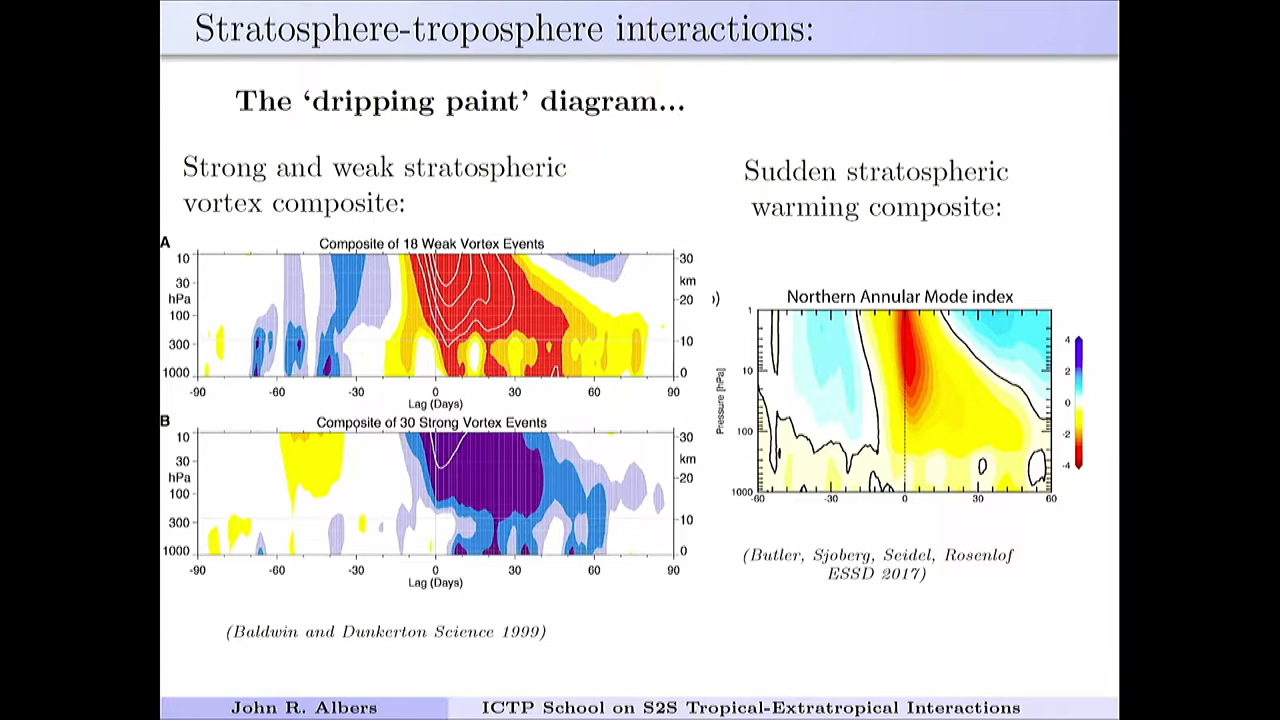 Stratosphere-troposphere interactions:
The ‘dripping paint’ diagram...
Strong and weak stratospheric
vortex composite:
Sudden stratospheric
warming composite:
A
Composite of 18 Weak Vortex Events
10
30
hPa
100
300
1000
30
km
20
10
0
-90 -60 -30 0 30 60 90
Lag (Days)
B
Composite of 30 Strong Vortex Events
10
30
hPa
100
300
1000
30
km
20
10
0
-90 -60 -30 0 30 60 90
Lag (Days)
(Baldwin and Dunkerton Science 1999)
)
Northern Annular Mode index
Pressure [hPa]
1
10
100
1000
-60 -30 0 30 60
4
2
0
-2
-4
(Butler, Sjoberg, Seidel, Rosenlof
ESSD 2017)
John R. Albers ICTP School on S2S Tropical-Extratropical Interactions